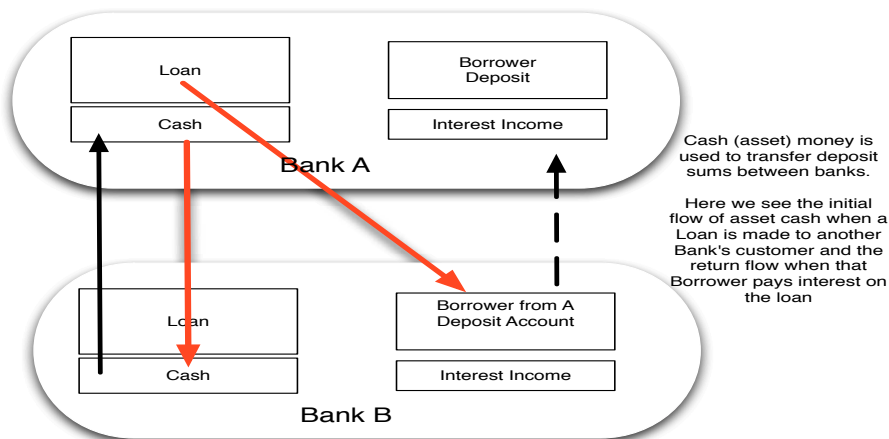 Loan
Borrower
Deposit
Cash
Interest Income
Bank A
Cash (asset) money is
used to transfer deposit
sums between banks.
Here we see the initial
flow of asset cash when a
Loan is made to another
Bank's customer and the
return flow when that
Borrower pays interest on
the loan
Loan
Borrower from A
Deposit Account
Cash
Interest Income
Bank B